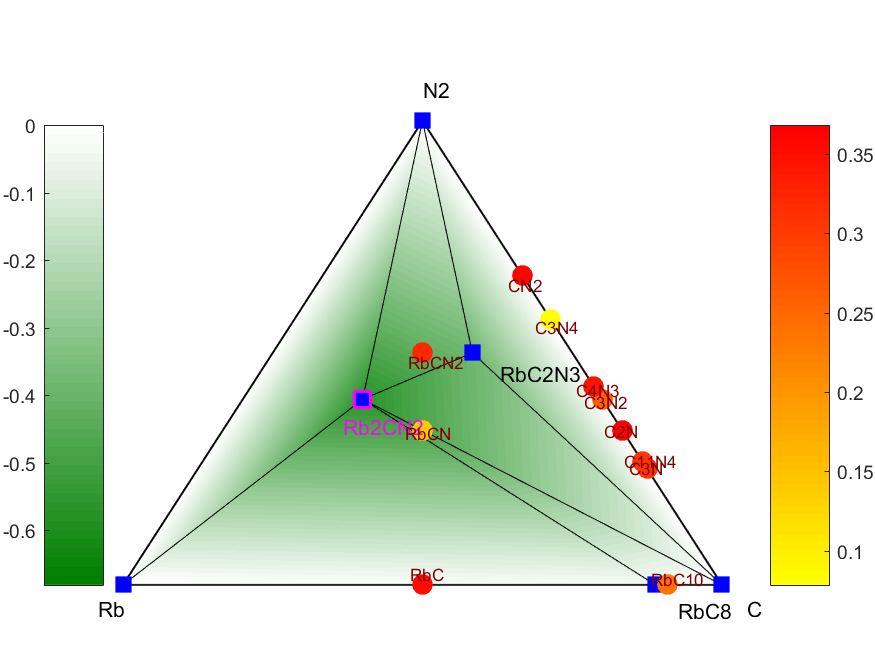 N2
0
-0.1
-0.2
-0.3
-0.4
-0.5
-0.6
0.35
0.3
0.25
0.2
0.15
0.1
CN2
C3N4
RbCN2
RbC2N3
C4N3
C3N2
Rb2CN2
RbCN
C2N
C11N4
C3N
RbC
RbC10
Rb
RbC8
C